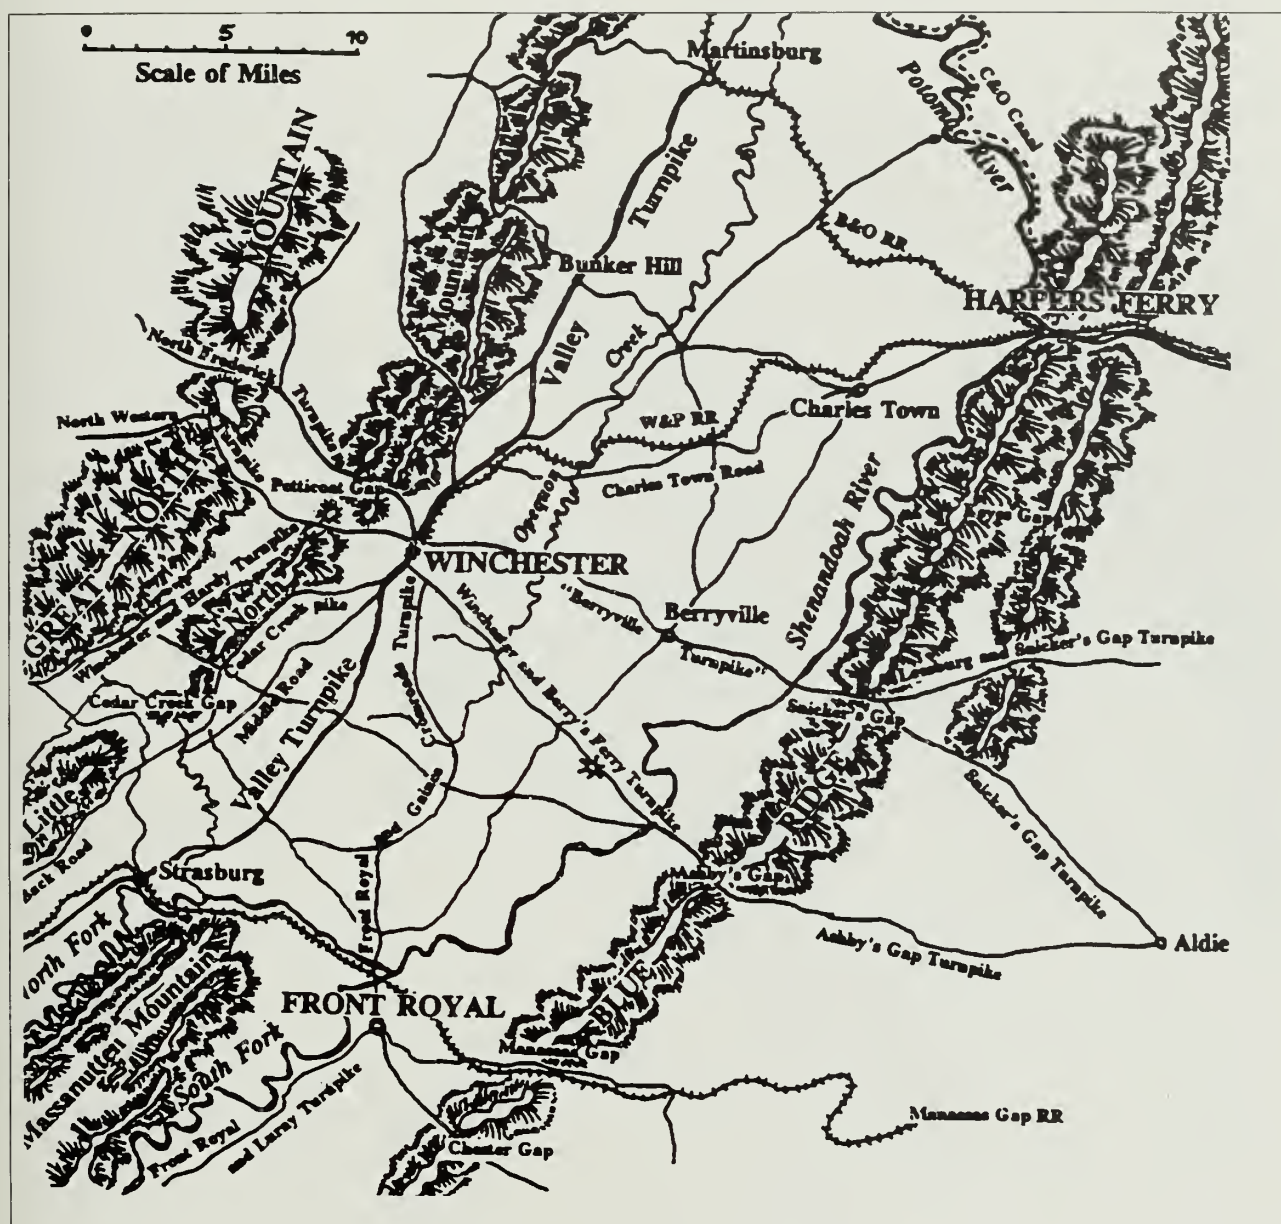 5
10
Scale of Miles
Martinsburg
Potomac
River
C&O Canal
MOUNTAIN
Turnpike
B&O RR
Bunker Hill
Mountain
HARPERS FERRY
North Frederick
Turnpike
Valley
Creek
Charles Town
North Western
Turnpike
W&P RR
Petticoat Gap
Charles Town Road
Opequon
Shenandoah River
GREAT NORTH
WINCHESTER
Winchester and Hardy Turnpike
North
Cedar Creek pike
"Berryville
Berryville
Turnpike"
Snicker's Gap Turnpike
Cedar Creek Gap
Middle Road
Valley Turnpike
Turnpike
Winchester and Berry's Ferry Turnpike
Snicker's Gap
Little
Back Road
and Gaines
RIDGE
Snicker's Gap Turnpike
Strasburg
Front Royal
Ashby's Gap
Ashby's Gap Turnpike
Aldie
North Fork
BLUE
FRONT ROYAL
Massanutten Mountain
South Fork
Manassas Gap
Front Royal
and Luray Turnpike
Manassas Gap RR
Chester Gap